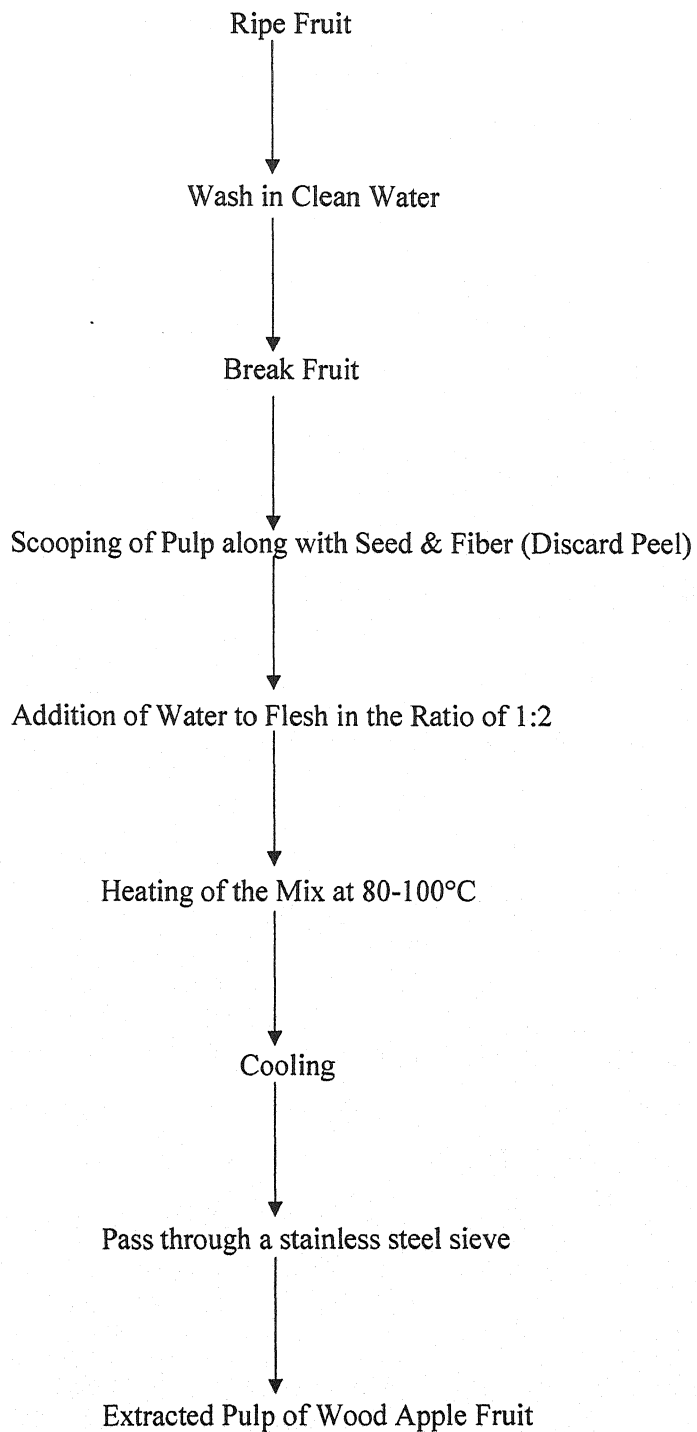 Ripe Fruit
Wash in Clean Water
Break Fruit
Scooping of Pulp along with Seed & Fiber (Discard Peel)
Addition of Water to Flesh in the Ratio of 1:2
Heating of the Mix at 80-100°C
Cooling
Pass through a stainless steel sieve
Extracted Pulp of Wood Apple Fruit